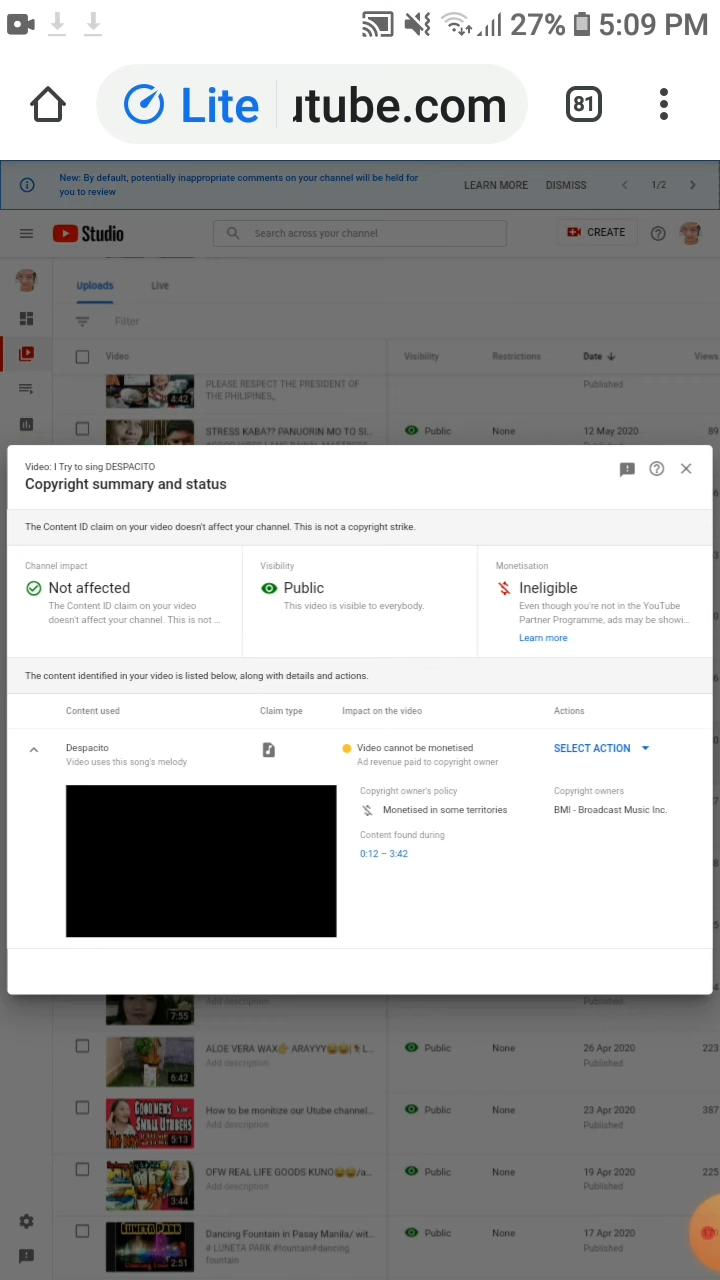 27% 5:09 PM
Lite utube.com 81
New: By default, potentially inappropriate comments on your channel will be held for
you to review
LEARN MORE DISMISS 1/2
Studio Search across your channel CREATE
Uploads Live
Filter
Video Visibility Restrictions Date Views
4:42 PLEASE RESPECT THE PRESIDENT OF Published
THE PHILIPINES,,
STRESS KABA?? PANUORIN MO TO SI... Public None 12 May 2020 89
Video: I Try to sing DESPACITO
Copyright summary and status
The Content ID claim on your video doesn't affect your channel. This is not a copyright strike.
Channel impact
Not affected
The Content ID claim on your video
doesn't affect your channel. This is not ...
Visibility
Public
This video is visible to everybody.
Monetisation
Ineligible
Even though you're not in the YouTube
Partner Programme, ads may be showi...
Learn more
The content identified in your video is listed below, along with details and actions.
Content used Claim type Impact on the video Actions
Despacito Video cannot be monetised SELECT ACTION
Video uses this song's melody Ad revenue paid to copyright owner
Copyright owner's policy Copyright owners
Monetised in some territories BMI - Broadcast Music Inc.
Content found during
0:12 – 3:42
7:55 Add description Published
ALOE VERA WAX👉 ARAYYY😂😂|💃L... Public None 26 Apr 2020 223
6:42 Add description Published
GOOD NEWS
SMALL UTUBERS
5:13
How to be monitize our Utube channel... Public None 23 Apr 2020 387
Add description Published
OFW REAL LIFE GOODS KUNO😂😂/a... Public None 19 Apr 2020 225
3:44 Add description Published
LUNETA PARK
2:51
Dancing Fountain in Pasay Manila/ wit... Public None 17 Apr 2020
# LUNETA PARK #fountain#dancing Published
fountain